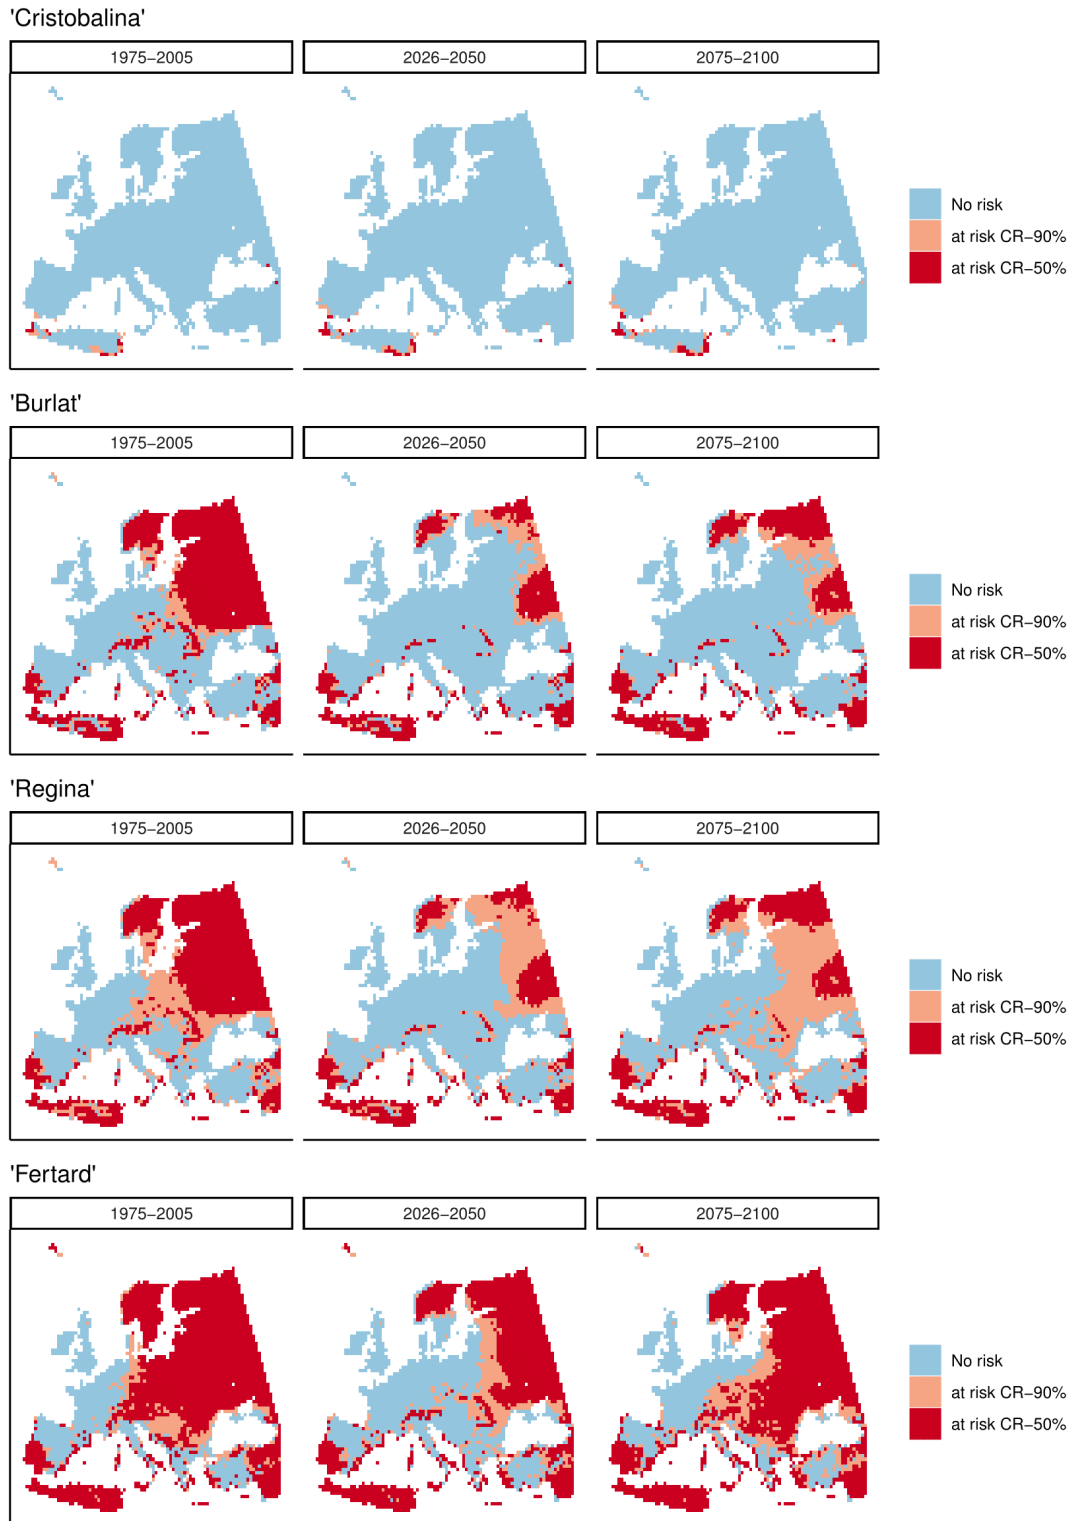 'Cristobalina'
1975−2005
2026−2050
2075−2100
No risk
at risk CR−90%
at risk CR−50%
'Burlat'
1975−2005
2026−2050
2075−2100
No risk
at risk CR−90%
at risk CR−50%
'Regina'
1975−2005
2026−2050
2075−2100
No risk
at risk CR−90%
at risk CR−50%
'Fertard'
1975−2005
2026−2050
2075−2100
No risk
at risk CR−90%
at risk CR−50%